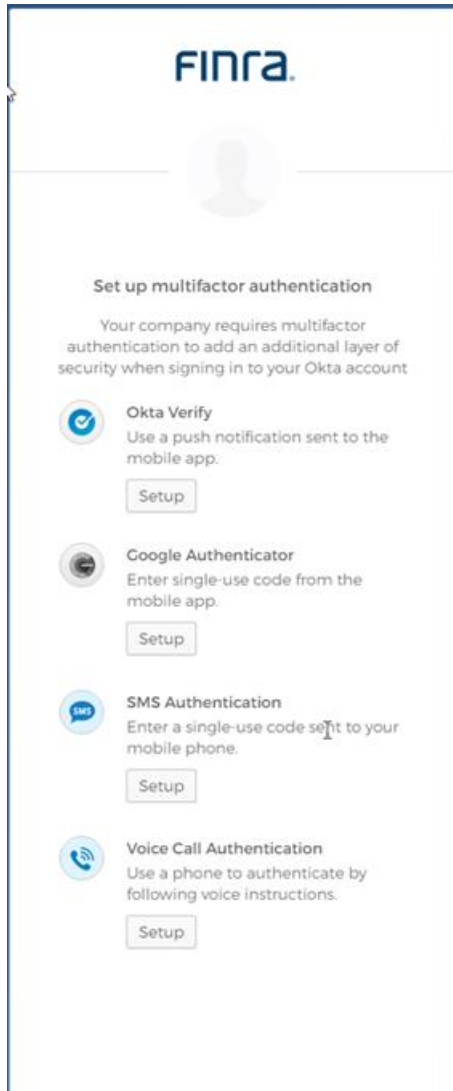 FINRA.
Set up multifactor authentication
Your company requires multifactor
authentication to add an additional layer of
security when signing in to your Okta account
Okta Verify
Use a push notification sent to the
mobile app.
Setup
Google Authenticator
Enter single-use code from the
mobile app.
Setup
SMS
SMS Authentication
Enter a single-use code sent to your
mobile phone.
Setup
Voice Call Authentication
Use a phone to authenticate by
following voice instructions.
Setup